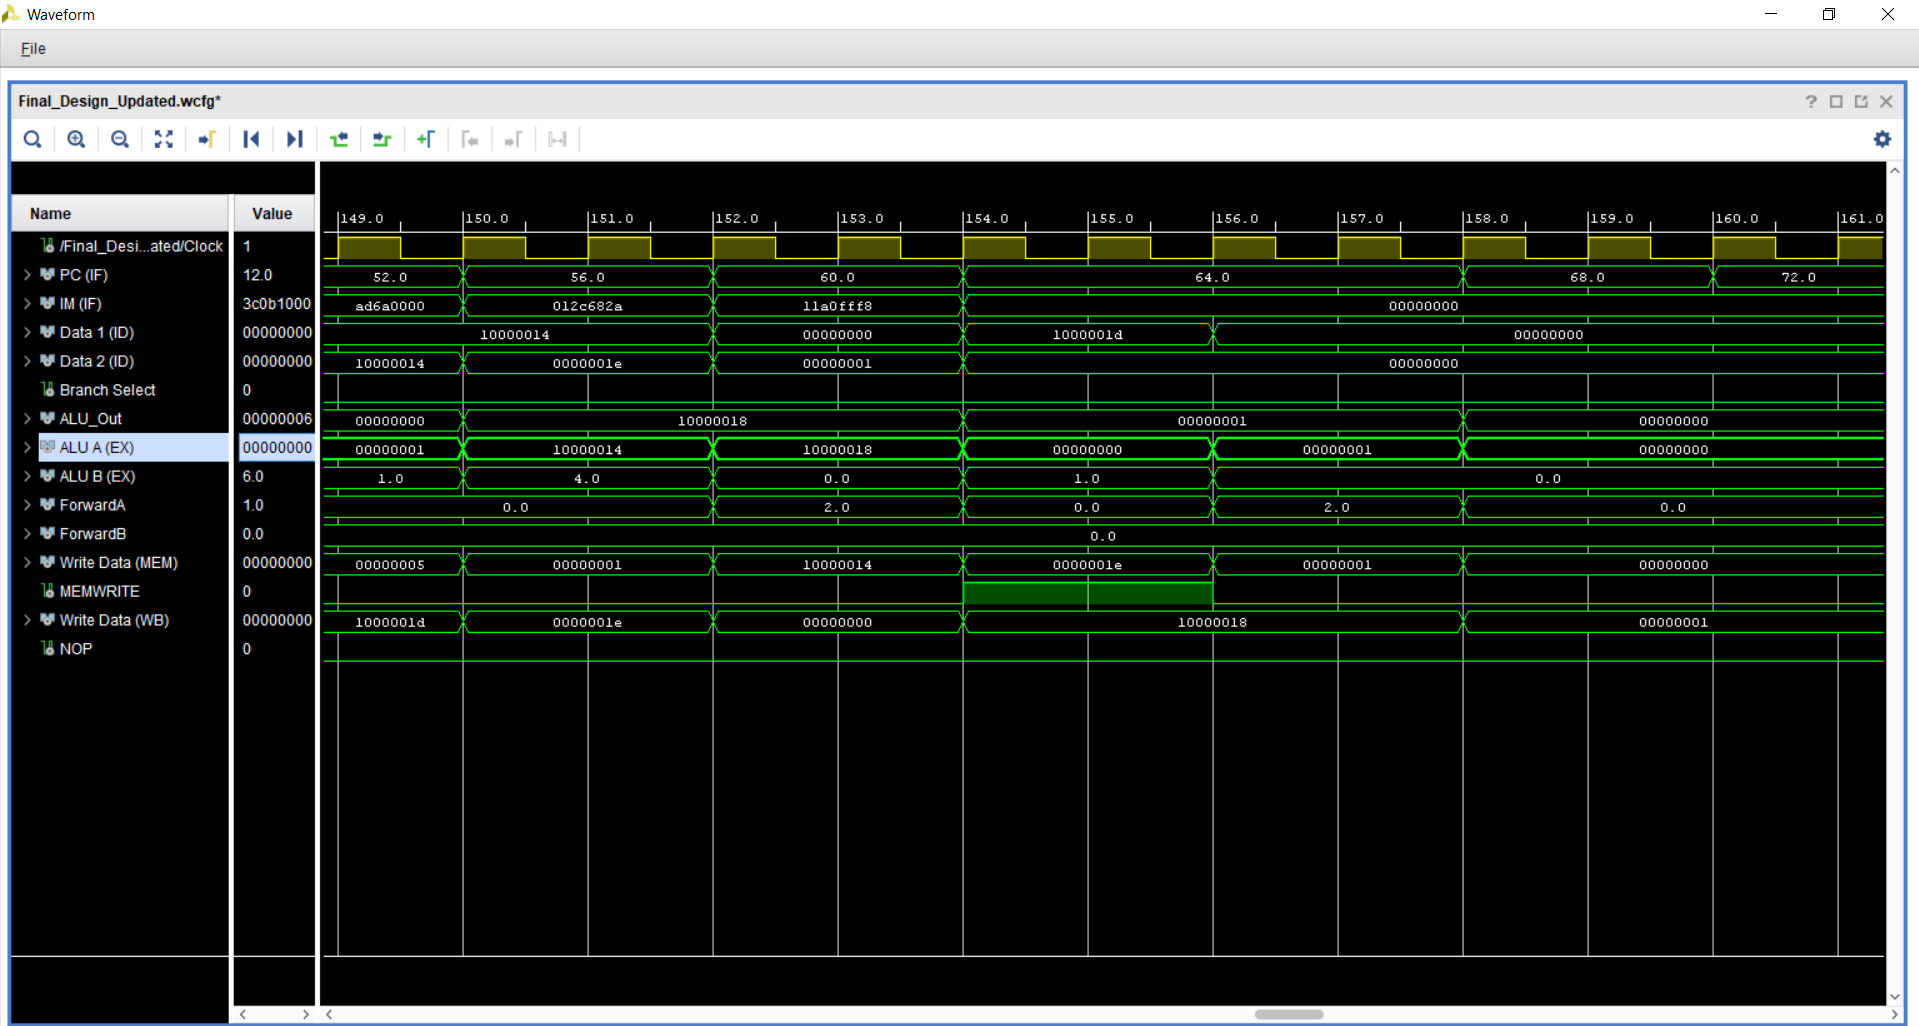 Waveform
File
Final_Design_Updated.wcfg*
?
Name Value 149.0 150.0 151.0 152.0 153.0 154.0 155.0 156.0 157.0 158.0 159.0 160.0 161.0
/Final_Desi...ated/Clock 1
PC (IF) 12.0 52.0 56.0 60.0 64.0 68.0 72.0
IM (IF) 3c0b1000 ad6a0000 012c682a 11a0fff8 00000000
Data 1 (ID) 00000000 10000014 00000000 1000001d 00000000
Data 2 (ID) 00000000 10000014 0000001e 00000001 00000000
Branch Select 0
ALU_Out 00000006 00000000 10000018 00000001 00000000
ALU A (EX) 00000000 00000001 10000014 10000018 00000000 00000001 00000000
ALU B (EX) 6.0 1.0 4.0 0.0 1.0 0.0
ForwardA 1.0 0.0 2.0 0.0 2.0 0.0
ForwardB 0.0 0.0
Write Data (MEM) 00000000 00000005 00000001 10000014 0000001e 00000001 00000000
MEMWRITE 0
Write Data (WB) 00000000 1000001d 0000001e 00000000 10000018 00000001
NOP 0